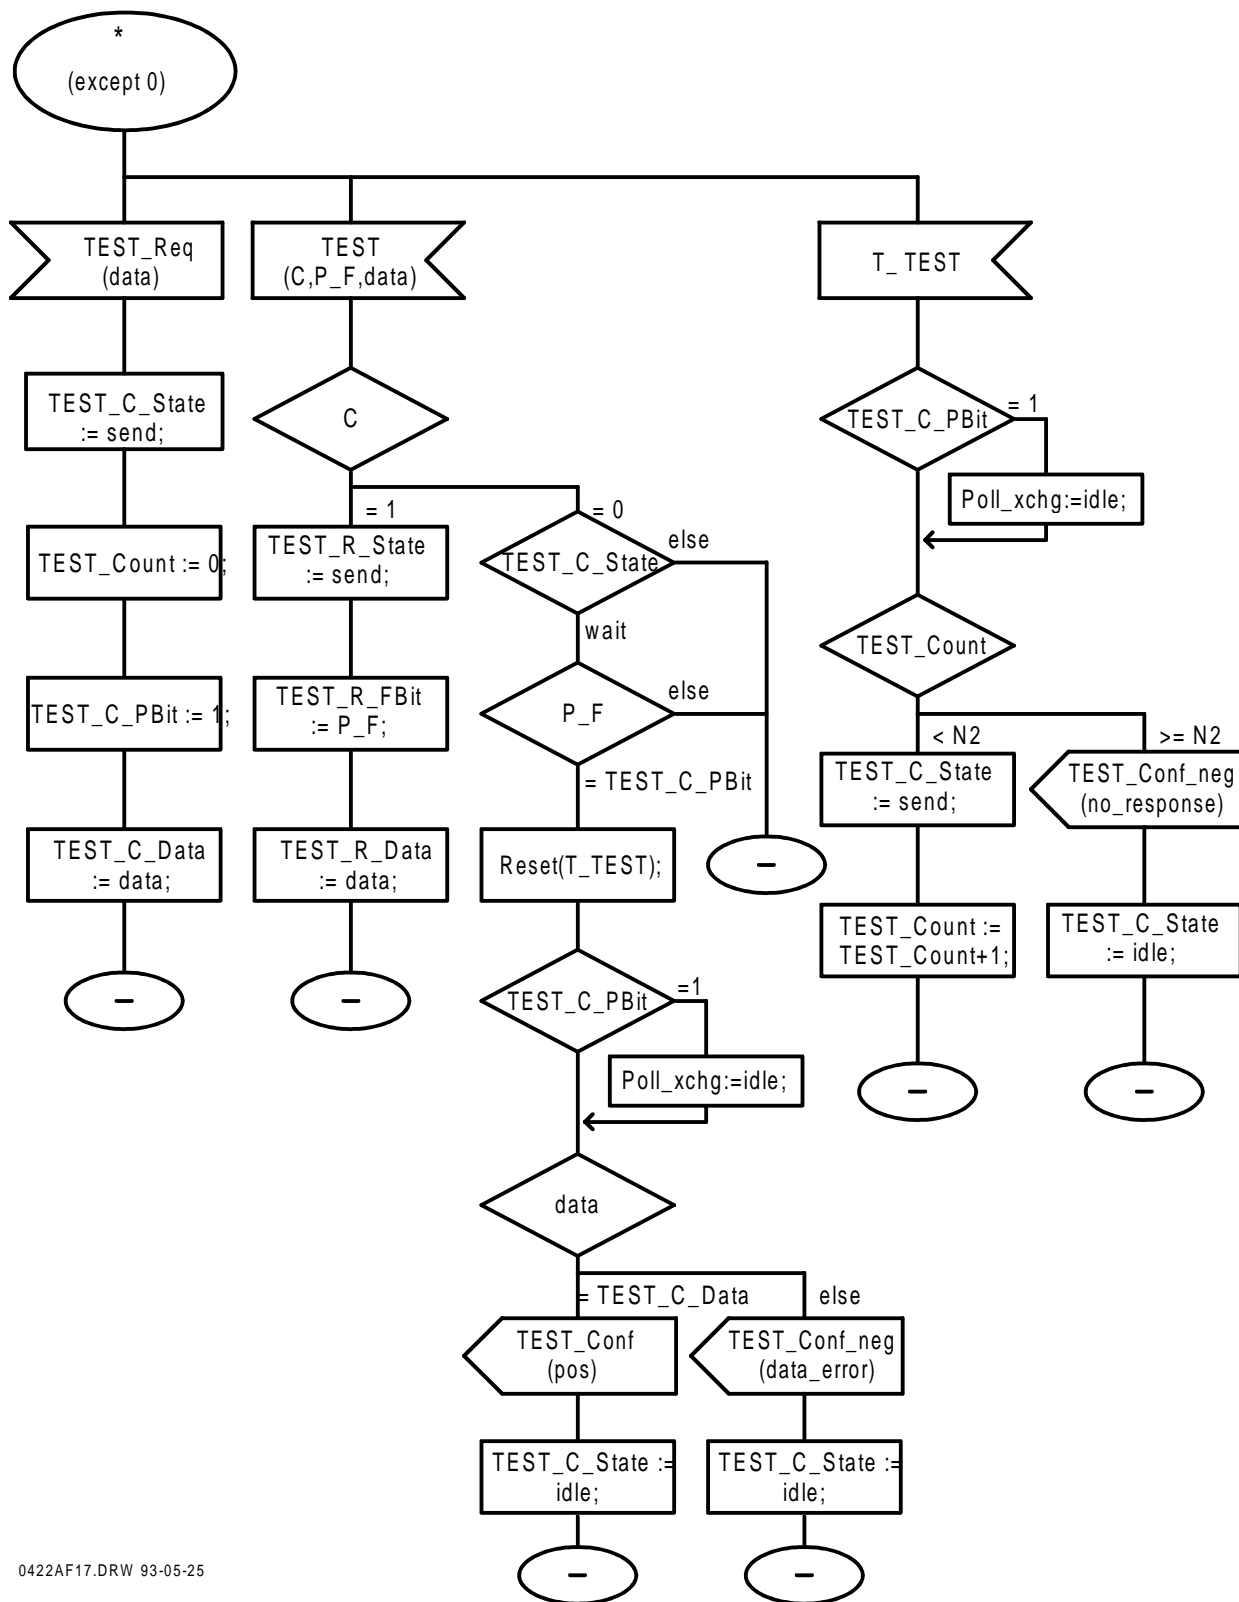 *
(except 0)
TEST_Req
(data)
TEST
(C,P_F,data)
T_ TEST
TEST_C_State
:= send;
C
TEST_C_PBit
= 1
Poll_xchg:=idle;
TEST_Count := 0;
= 1
TEST_R_State
:= send;
= 0
TEST_C_State
else
wait
TEST_Count
TEST_C_PBit := 1;
TEST_R_FBit
:= P_F;
P_F
else
= TEST_C_PBit
< N2
TEST_C_State
:= send;
>= N2
TEST_Conf_neg
(no_response)
TEST_C_Data
:= data;
TEST_R_Data
:= data;
Reset(T_TEST);
–
TEST_Count :=
TEST_Count+1;
TEST_C_State
:= idle;
–
–
TEST_C_PBit
=1
Poll_xchg:=idle;
–
–
data
= TEST_C_Data
else
TEST_Conf
(pos)
TEST_Conf_neg
(data_error)
TEST_C_State :=
idle;
TEST_C_State :=
idle;
–
–
0422AF17.DRW 93-05-25